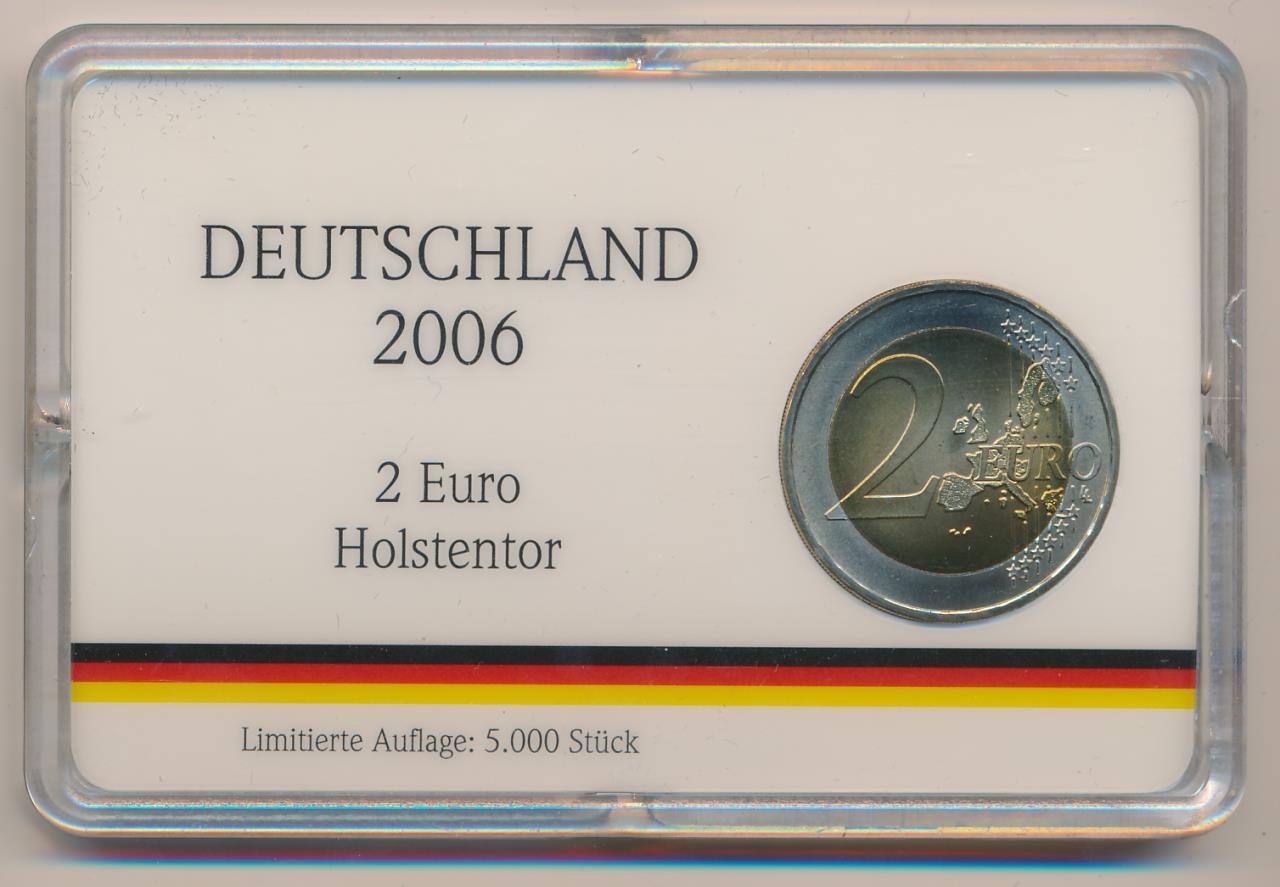 DEUTSCHLAND
2006
2 Euro
Holstentor
2 EURO
Limitierte Auflage: 5.000 Stück